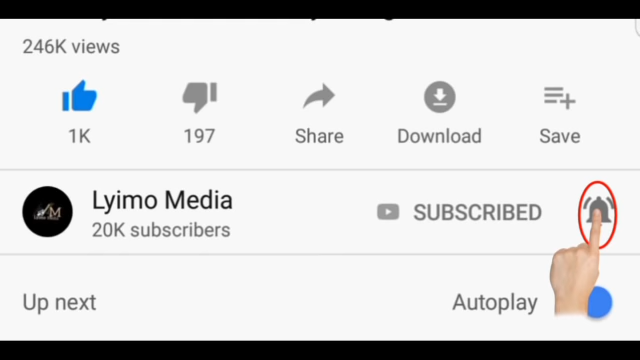 246K views
1K
197
Share
Download
Save
Lyimo Media
20K subscribers
SUBSCRIBED
Up next
Autoplay